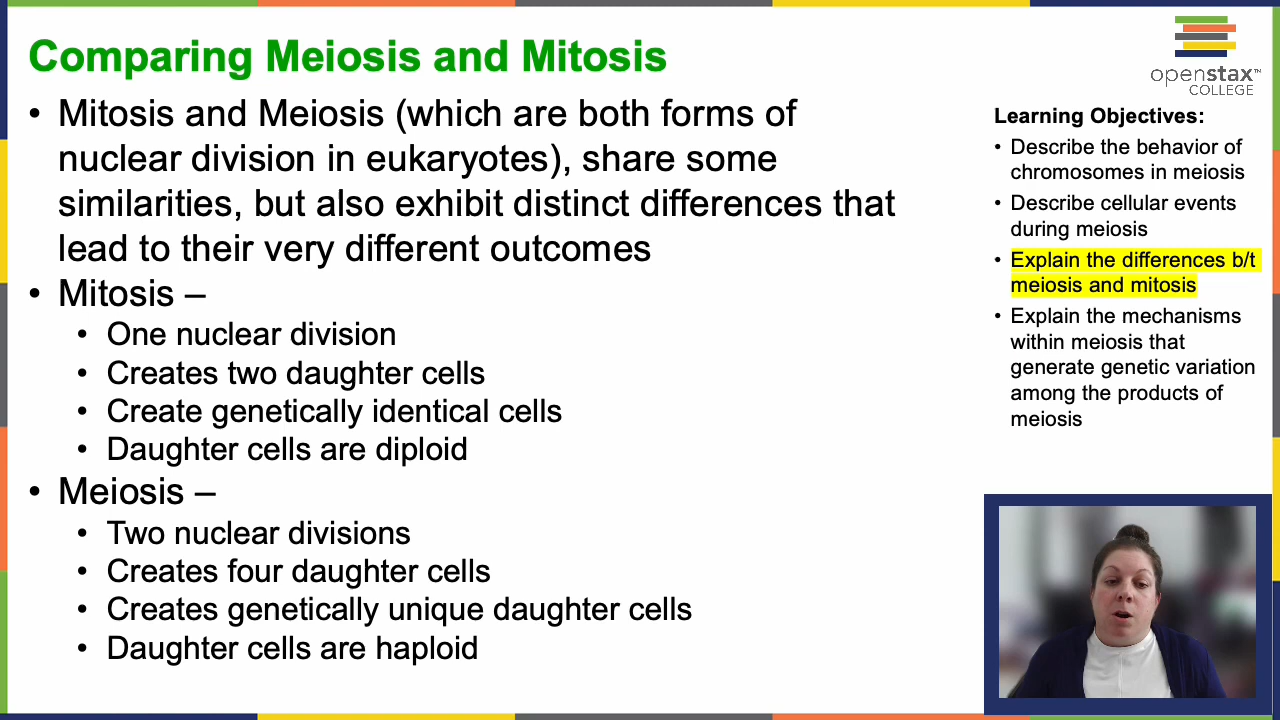 Comparing Meiosis and Mitosis
• Mitosis and Meiosis (which are both forms of
nuclear division in eukaryotes), share some
similarities, but also exhibit distinct differences that
lead to their very different outcomes
• Mitosis –
• One nuclear division
• Creates two daughter cells
• Create genetically identical cells
• Daughter cells are diploid
• Meiosis –
• Two nuclear divisions
• Creates four daughter cells
• Creates genetically unique daughter cells
• Daughter cells are haploid
openstax™
COLLEGE
Learning Objectives:
• Describe the behavior of
chromosomes in meiosis
• Describe cellular events
during meiosis
• Explain the differences b/t
meiosis and mitosis
• Explain the mechanisms
within meiosis that
generate genetic variation
among the products of
meiosis